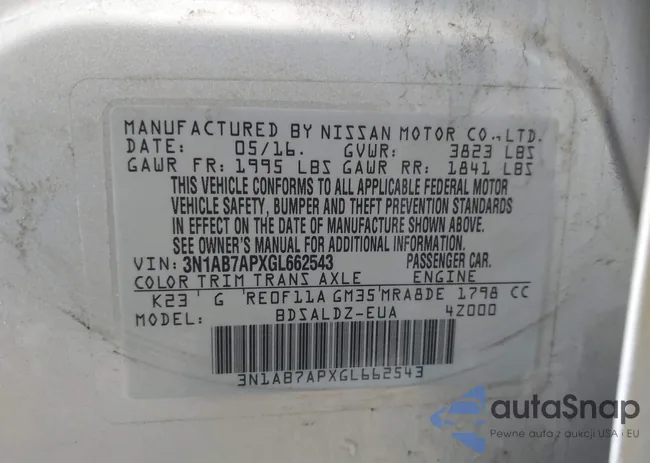 MANUFACTURED BY NISSAN MOTOR CO., LTD.
DATE: 05/16. GVWR: 3823 LBS
GAWR FR: 1995 LBS GAWR RR: 1841 LBS
THIS VEHICLE CONFORMS TO ALL APPLICABLE FEDERAL MOTOR
VEHICLE SAFETY, BUMPER AND THEFT PREVENTION STANDARDS
IN EFFECT ON THE DATE OF MANUFACTURE SHOWN ABOVE.
SEE OWNER'S MANUAL FOR ADDITIONAL INFORMATION.
VIN: 3N1AB7APXGL662543 PASSENGER CAR.
COLOR TRIM TRANS AXLE ENGINE
K23 G RE0F11A GM35 MRA8DE 1798 CC
MODEL: BDSALDZ-EUA 4Z000
3N1AB7APXGL662543
autaSnap
Pewne auto z aukcji USA i EU